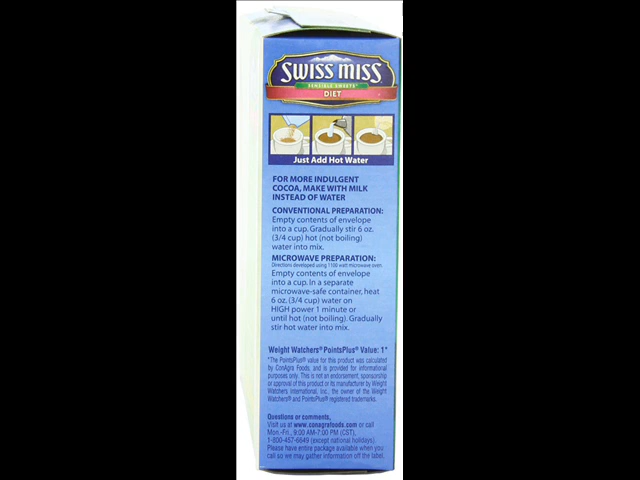 SWISS MISS
SENSIBLE SWEETS®
DIET
Just Add Hot Water
FOR MORE INDULGENT
COCOA, MAKE WITH MILK
INSTEAD OF WATER
CONVENTIONAL PREPARATION:
Empty contents of envelope
into a cup. Gradually stir 6 oz.
(3/4 cup) hot (not boiling)
water into mix.
MICROWAVE PREPARATION:
Directions developed using 1100 watt microwave oven.
Empty contents of envelope
into a cup. In a separate
microwave-safe container, heat
6 oz. (3/4 cup) water on
HIGH power 1 minute or
until hot (not boiling). Gradually
stir hot water into mix.
Weight Watchers® PointsPlus® Value: 1*
*The PointsPlus® value for this product was calculated
by ConAgra Foods, and is provided for informational
purposes only. This is not an endorsement, sponsorship
or approval of this product or its manufacturer by Weight
Watchers International, Inc., the owner of the Weight
Watchers® and PointsPlus® registered trademarks.
Questions or comments,
Visit us at www.conagrafoods.com or call
Mon.-Fri., 9:00 AM-7:00 PM (CST),
1-800-457-6649 (except national holidays).
Please have entire package available when you
call so we may gather information off the label.